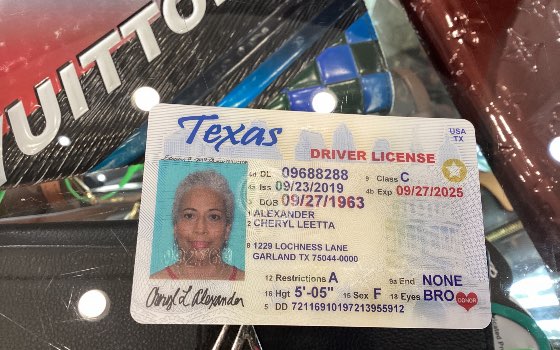 UITTON
Texas
USA
TX
DRIVER LICENSE
4d DL 09688288 9 Class C
4a Iss 09/23/2019 4b Exp 09/27/2025
3 DOB 09/27/1963
1 ALEXANDER
2 CHERYL LEETTA
8 1229 LOCHNESS LANE
GARLAND TX 75044-0000
12 Restrictions A 9a End NONE
16 Hgt 5'-05" 15 Sex F 18 Eyes BRO
DONOR
5 DD 72116910197213955912
Cheryl L Alexander